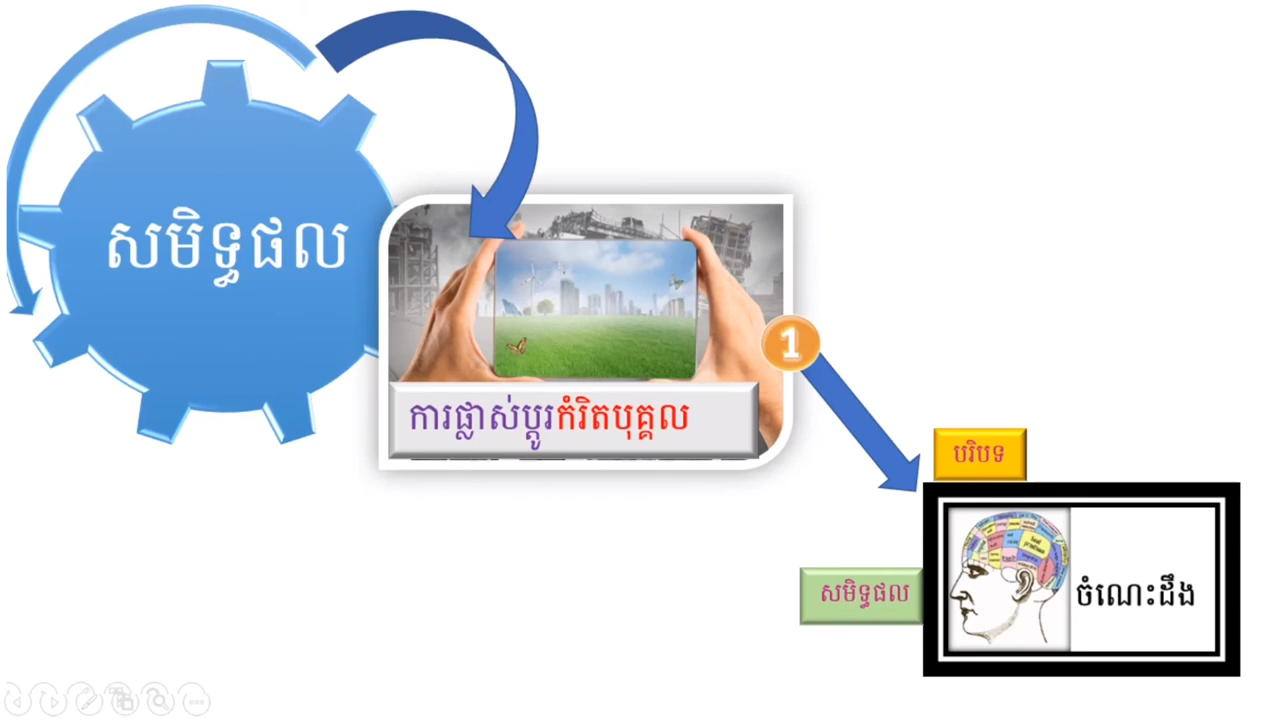 សមិទ្ធផល
ការផ្លាស់ប្តូរកំរិតបុគ្គល
1
បរិបទ
សមិទ្ធផល
ចំណេះដឹង